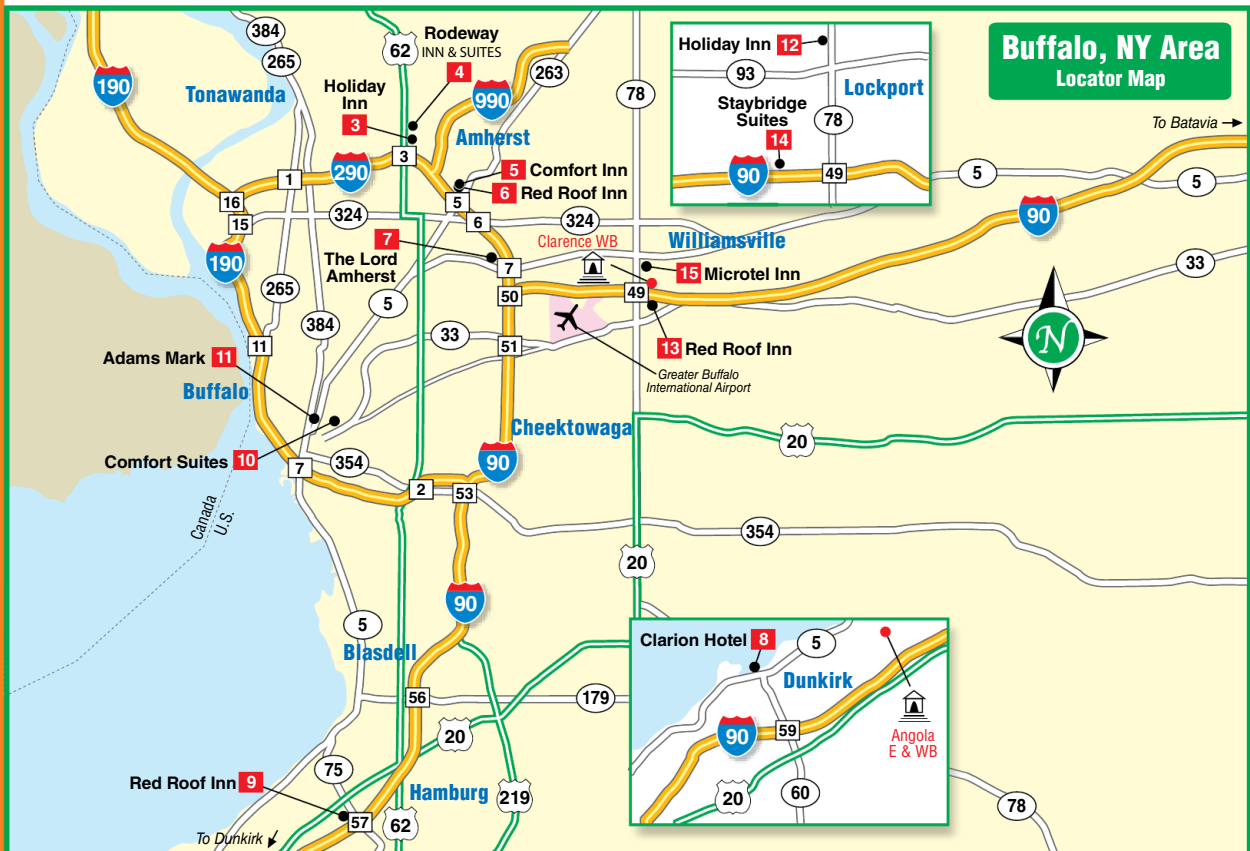 Buffalo, NY Area
Locator Map
384
265
62
Rodeway
INN & SUITES
4
263
78
190
Tonawanda
Holiday
Inn
3
990
Amherst
Holiday Inn 12
93
Lockport
Staybridge
Suites
14
78
90
49
To Batavia
3
290
1
5 Comfort Inn
6 Red Roof Inn
5
5
16
15
324
5
6
324
90
7
The Lord
Amherst
Clarence WB
Williamsville
190
7
15 Microtel Inn
33
265
5
50
49
384
33
51
13 Red Roof Inn
Greater Buffalo
International Airport
N
11
Adams Mark 11
Buffalo
Cheektowaga
20
Comfort Suites 10
7
354
90
2
53
Canada
U.S.
354
20
90
5
Blasdell
Clarion Hotel 8
5
Dunkirk
56
179
20
90
59
Angola
E & WB
75
Red Roof Inn 9
Hamburg
219
20
60
78
57
62
To Dunkirk